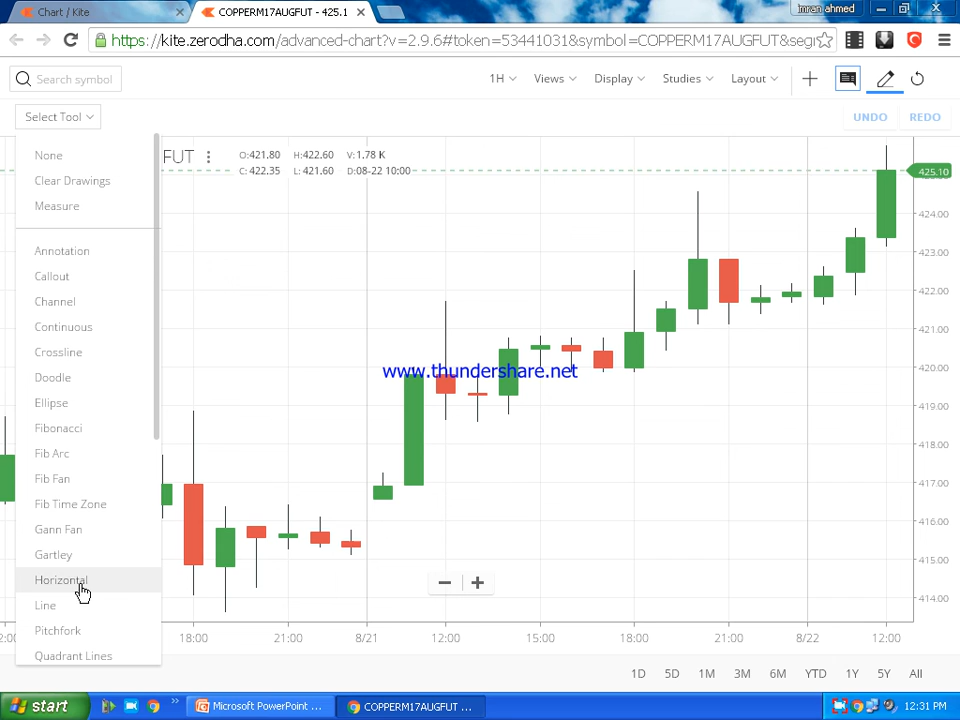 Chart / Kite
COPPERM17AUGFUT - 425.1
imran ahmed
https://kite.zerodha.com/advanced-chart?v=2.9.6#token=53441031&symbol=COPPERM17AUGFUT&seg
Search symbol
1H
Views
Display
Studies
Layout
Select Tool
UNDO
REDO
FUT
O:421.80
H:422.60
V:1.78 K
C: 422.35
L: 421.60
D:08-22 10:00
None
Clear Drawings
Measure
Annotation
Callout
Channel
Continuous
Crossline
Doodle
Ellipse
Fibonacci
Fib Arc
Fib Fan
Fib Time Zone
Gann Fan
Gartley
Horizontal
Line
Pitchfork
Quadrant Lines
www.thundershare.net
425.10
424.00
423.00
422.00
421.00
420.00
419.00
418.00
417.00
416.00
415.00
414.00
18:00
21:00
8/21
12:00
15:00
18:00
21:00
8/22
12:00
1D
5D
1M
3M
6M
YTD
1Y
5Y
All
start
Microsoft PowerPoint ...
COPPERM17AUGFUT ...
12:31 PM